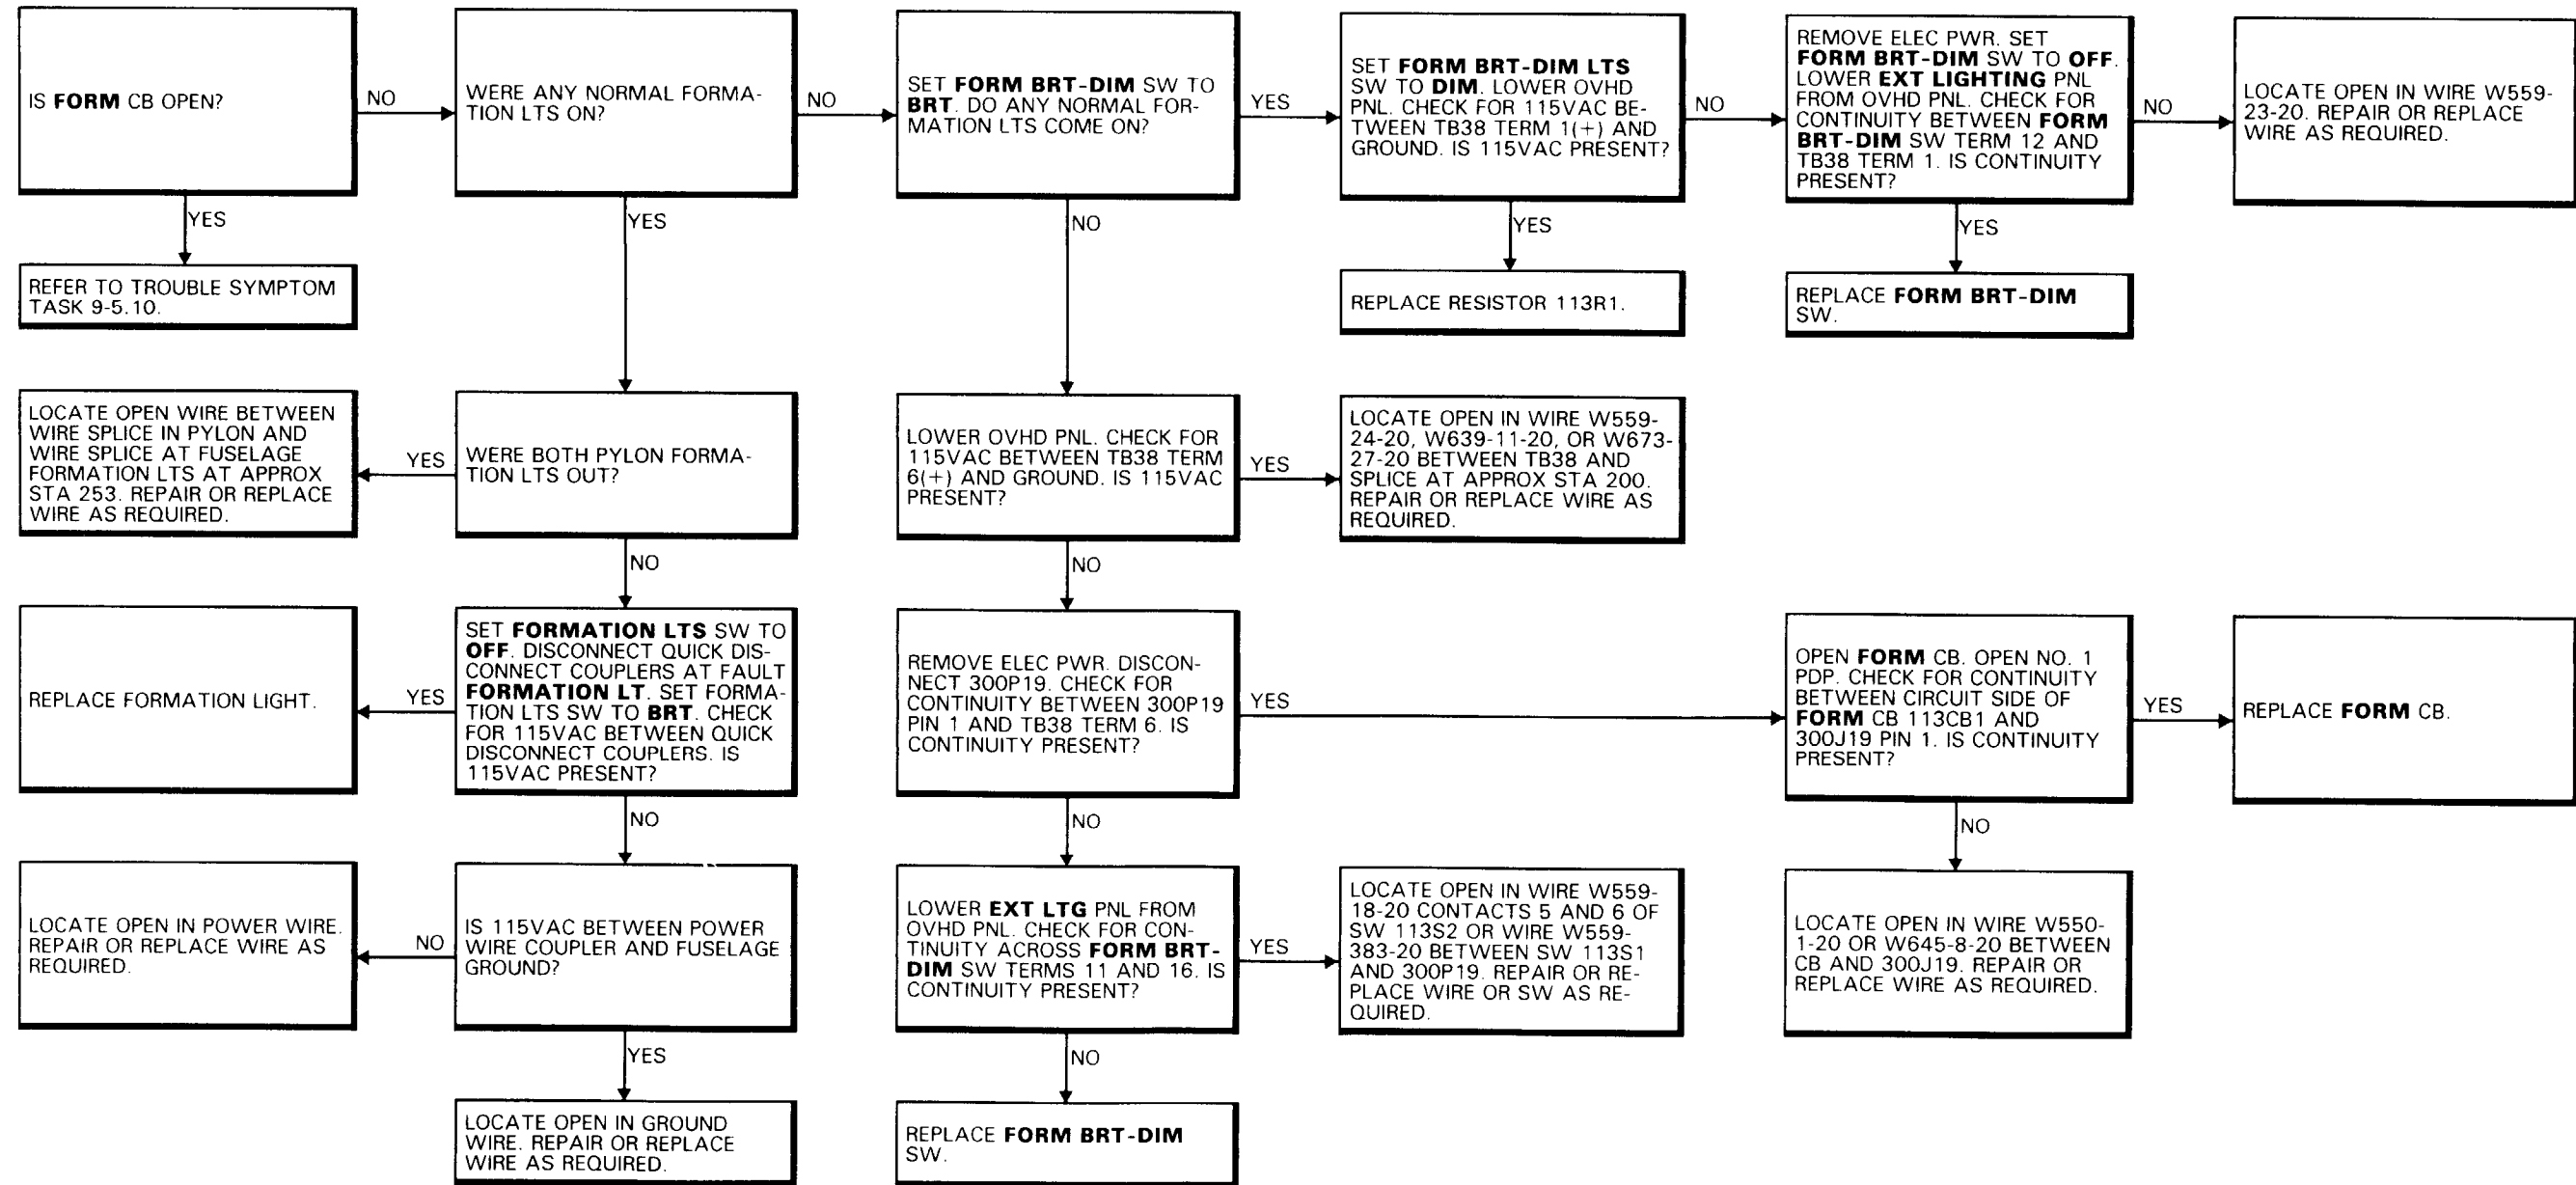 IS FORM CB OPEN?
NO
YES
REFER TO TROUBLE SYMPTOM
TASK 9-5.10.
WERE ANY NORMAL FORMA-
TION LTS ON?
NO
YES
SET FORM BRT-DIM SW TO
BRT. DO ANY NORMAL FOR-
MATION LTS COME ON?
YES
NO
SET FORM BRT-DIM LTS
SW TO DIM. LOWER OVHD
PNL. CHECK FOR 115VAC BE-
TWEEN TB38 TERM 1(+) AND
GROUND. IS 115VAC PRESENT?
NO
YES
REPLACE RESISTOR 113R1.
REMOVE ELEC PWR. SET
FORM BRT-DIM SW TO OFF.
LOWER EXT LIGHTING PNL
FROM OVHD PNL. CHECK FOR
CONTINUITY BETWEEN FORM
BRT-DIM SW TERM 12 AND
TB38 TERM 1. IS CONTINUITY
PRESENT?
NO
YES
REPLACE FORM BRT-DIM
SW.
LOCATE OPEN IN WIRE W559-
23-20. REPAIR OR REPLACE
WIRE AS REQUIRED.
LOCATE OPEN WIRE BETWEEN
WIRE SPLICE IN PYLON AND
WIRE SPLICE AT FUSELAGE
FORMATION LTS AT APPROX
STA 253. REPAIR OR REPLACE
WIRE AS REQUIRED.
YES
WERE BOTH PYLON FORMA-
TION LTS OUT?
NO
LOWER OVHD PNL. CHECK FOR
115VAC BETWEEN TB38 TERM
6(+) AND GROUND. IS 115VAC
PRESENT?
YES
NO
LOCATE OPEN IN WIRE W559-
24-20, W639-11-20, OR W673-
27-20 BETWEEN TB38 AND
SPLICE AT APPROX STA 200.
REPAIR OR REPLACE WIRE AS
REQUIRED.
REPLACE FORMATION LIGHT.
YES
SET FORMATION LTS SW TO
OFF. DISCONNECT QUICK DIS-
CONNECT COUPLERS AT FAULT
FORMATION LT. SET FORMA-
TION LTS SW TO BRT. CHECK
FOR 115VAC BETWEEN QUICK
DISCONNECT COUPLERS. IS
115VAC PRESENT?
NO
REMOVE ELEC PWR. DISCON-
NECT 300P19. CHECK FOR
CONTINUITY BETWEEN 300P19
PIN 1 AND TB38 TERM 6. IS
CONTINUITY PRESENT?
YES
NO
OPEN FORM CB. OPEN NO. 1
PDP. CHECK FOR CONTINUITY
BETWEEN CIRCUIT SIDE OF
FORM CB 113CB1 AND
300J19 PIN 1. IS CONTINUITY
PRESENT?
YES
NO
REPLACE FORM CB.
LOCATE OPEN IN POWER WIRE.
REPAIR OR REPLACE WIRE AS
REQUIRED.
NO
IS 115VAC BETWEEN POWER
WIRE COUPLER AND FUSELAGE
GROUND?
YES
LOWER EXT LTG PNL FROM
OVHD PNL. CHECK FOR CON-
TINUITY ACROSS FORM BRT-
DIM SW TERMS 11 AND 16. IS
CONTINUITY PRESENT?
YES
NO
LOCATE OPEN IN WIRE W559-
18-20 CONTACTS 5 AND 6 OF
SW 113S2 OR WIRE W559-
383-20 BETWEEN SW 113S1
AND 300P19. REPAIR OR RE-
PLACE WIRE OR SW AS RE-
QUIRED.
LOCATE OPEN IN WIRE W550-
1-20 OR W645-8-20 BETWEEN
CB AND 300J19. REPAIR OR
REPLACE WIRE AS REQUIRED.
LOCATE OPEN IN GROUND
WIRE. REPAIR OR REPLACE
WIRE AS REQUIRED.
REPLACE FORM BRT-DIM
SW.